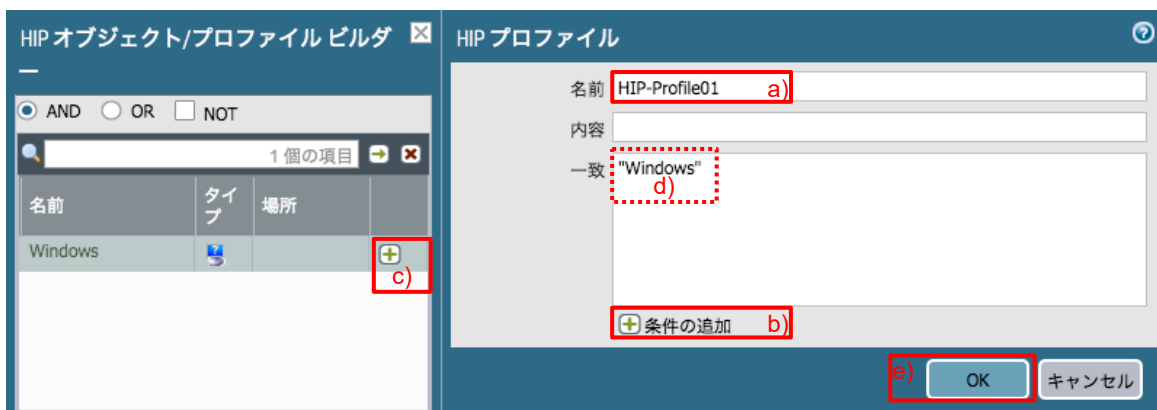 HIP オブジェクト/プロファイル ビルダ
ー
AND OR NOT
1 個の項目
名前 タイプ 場所
Windows
c)
HIP プロファイル
名前 HIP-Profile01 a)
内容
一致 "Windows"
d)
条件の追加 b)
e) OK キャンセル